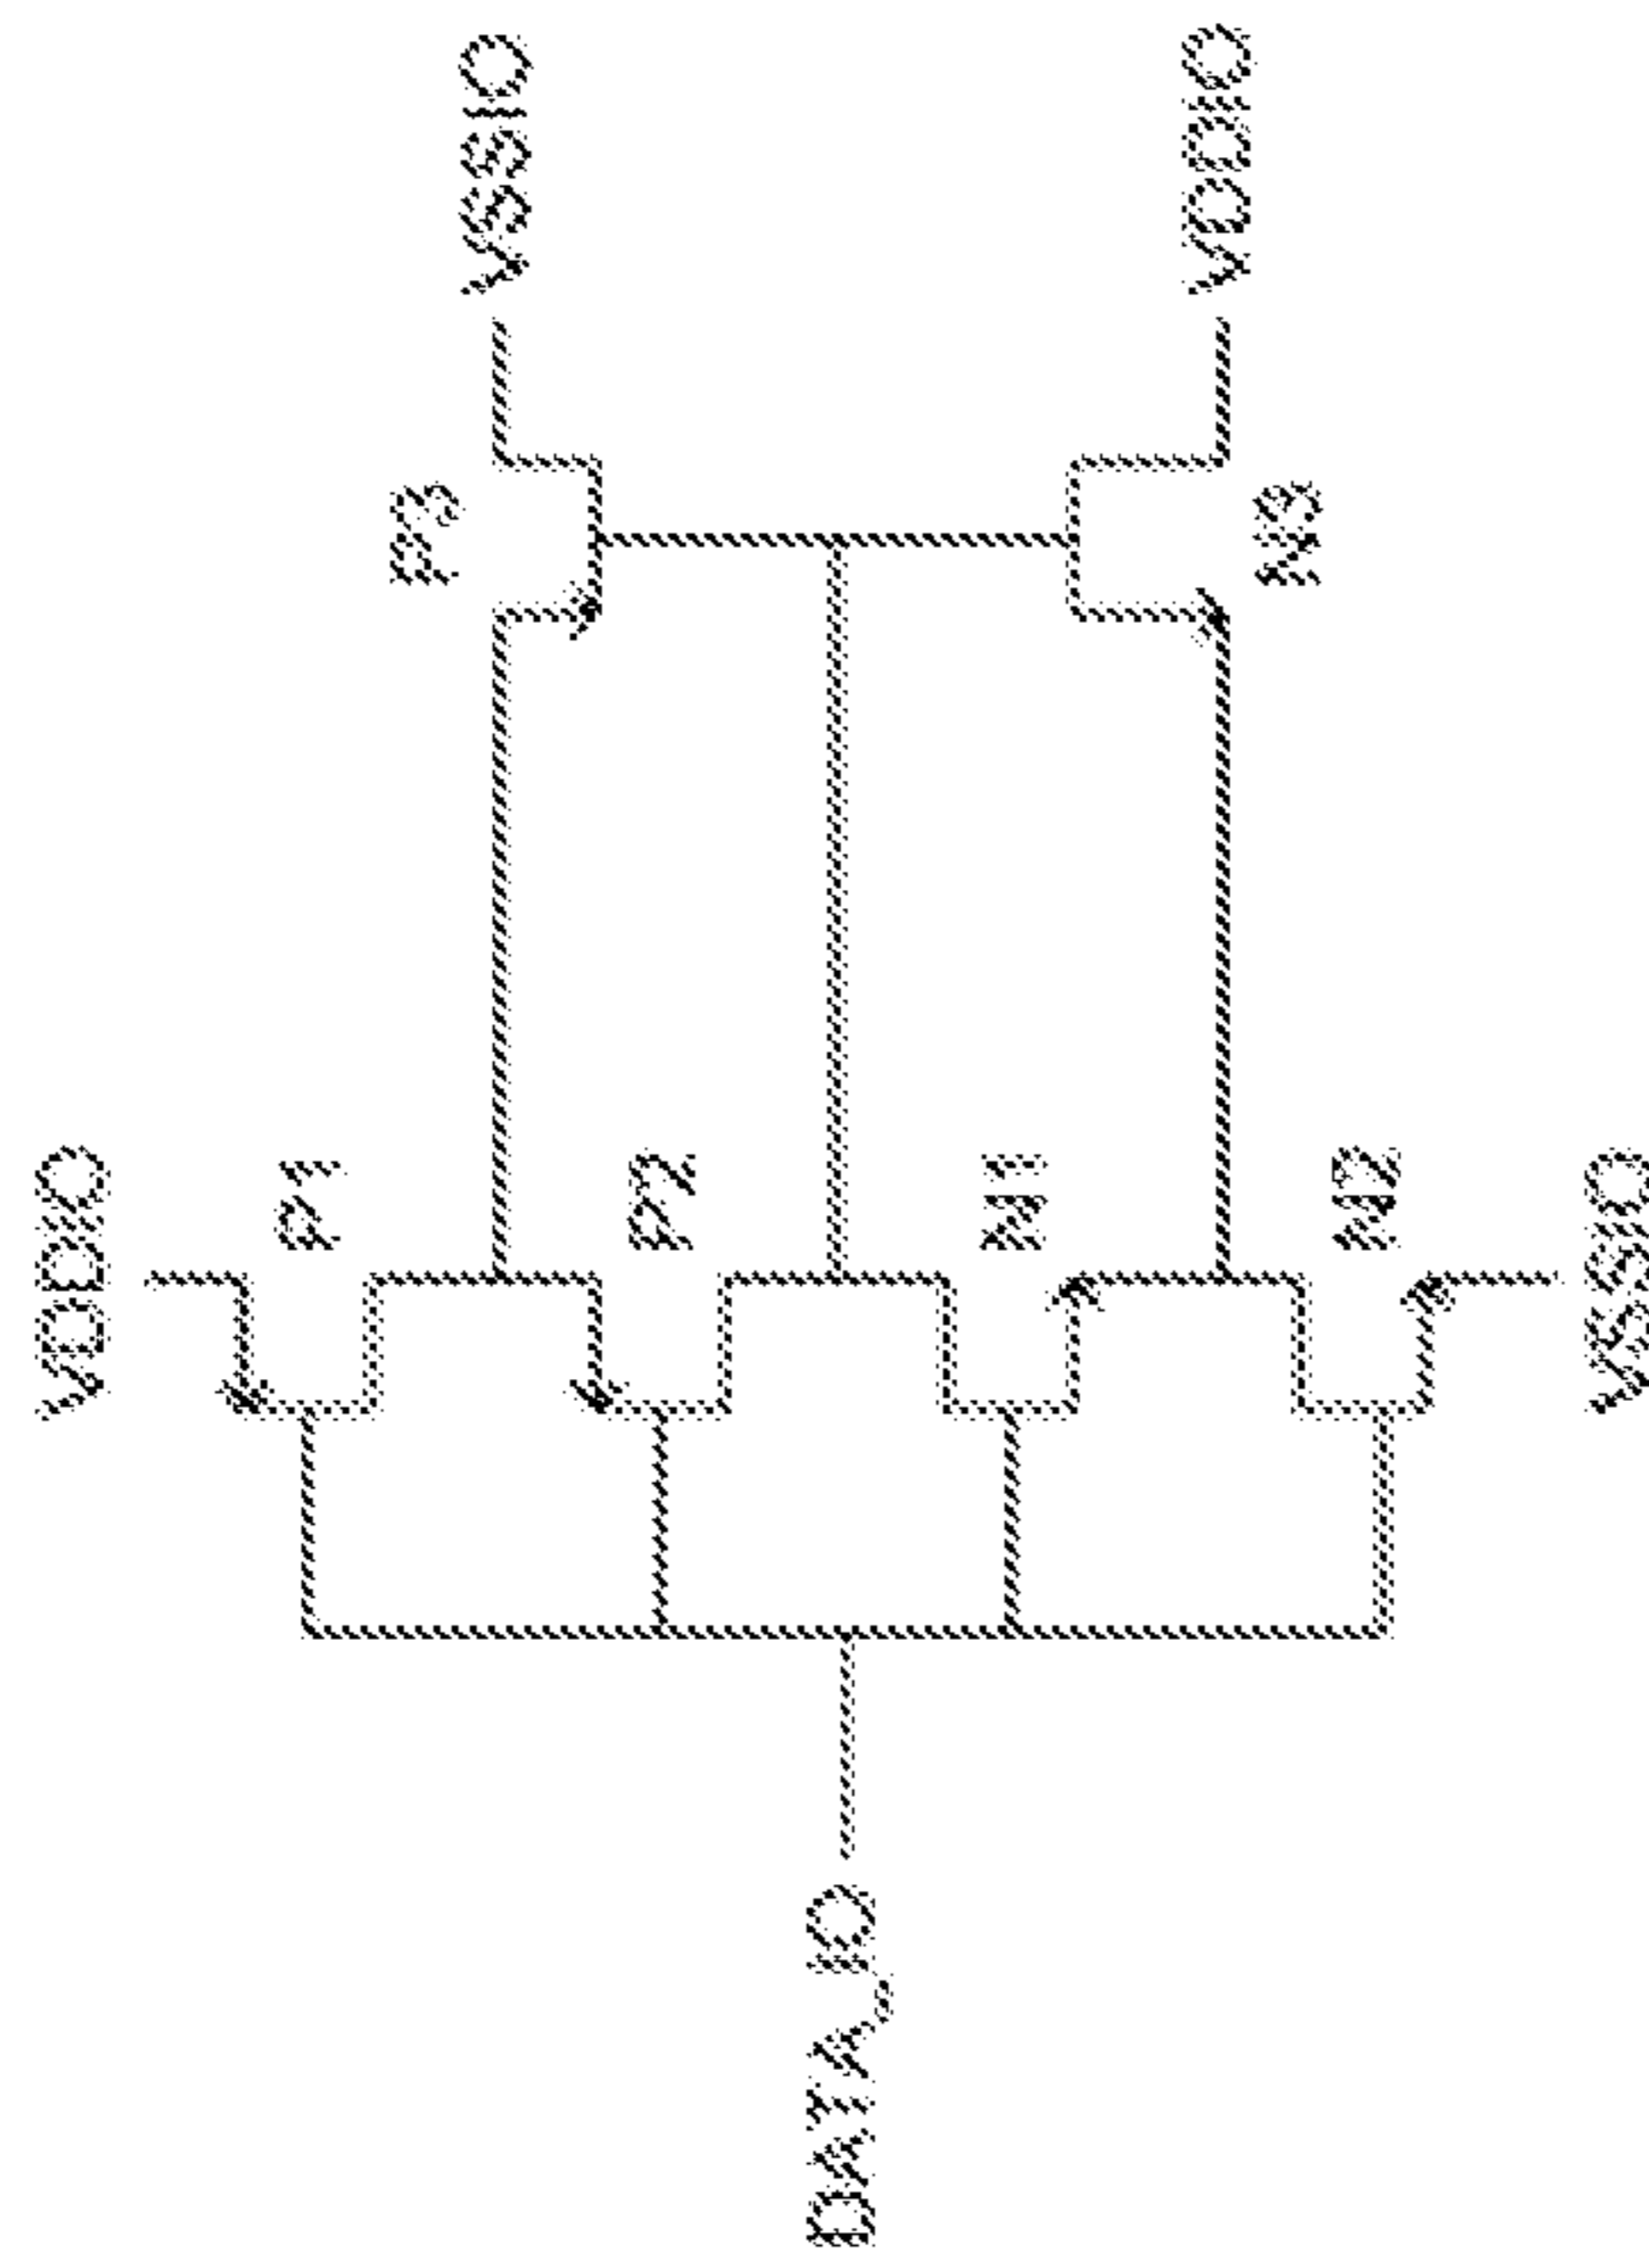 VSSIO
VDDIO
P3
N3
VDDIO
P1
P2
N1
N2
VSSIO
DATA_IO